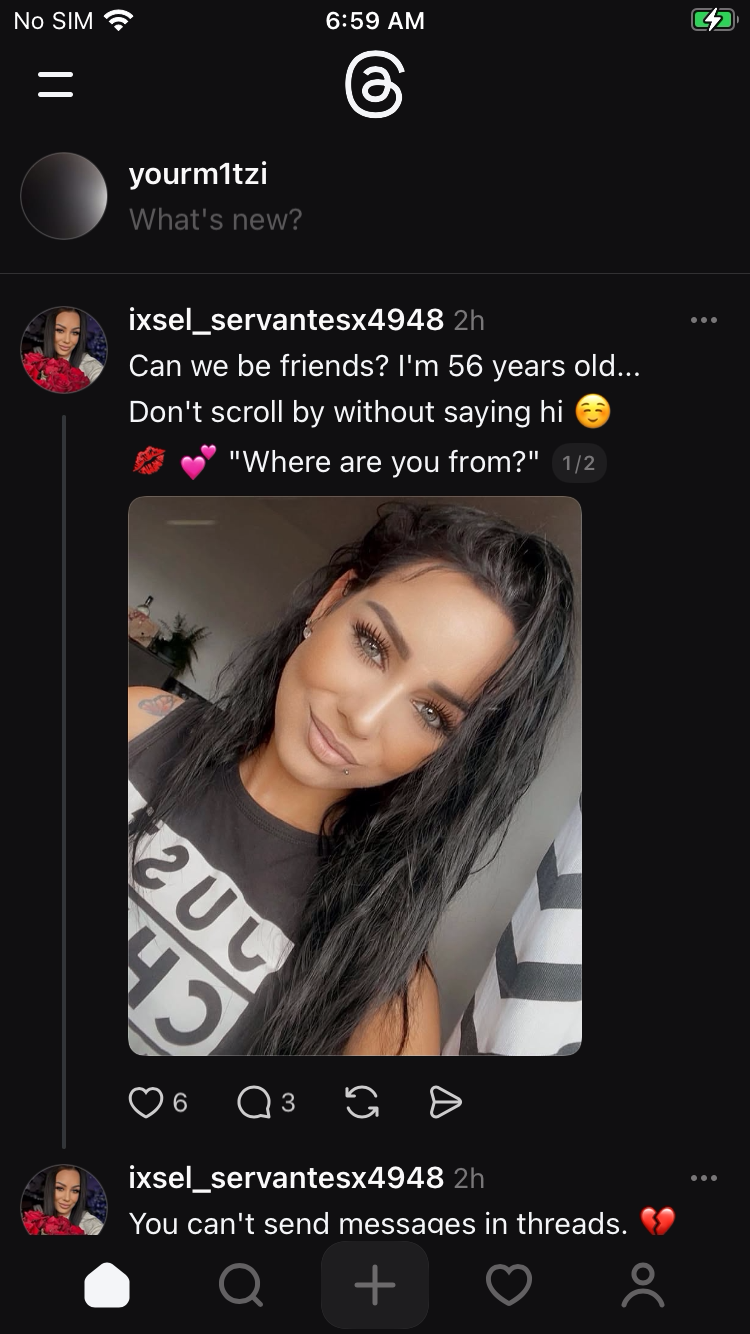 No SIM 6:59 AM
yourm1tzi
What's new?
ixsel_servantesx4948 2h
Can we be friends? I'm 56 years old...
Don't scroll by without saying hi ☺️
💋 💕 "Where are you from?" 1/2
JUST
CH
6 3
ixsel_servantesx4948 2h
You can't send messages in threads. 💔